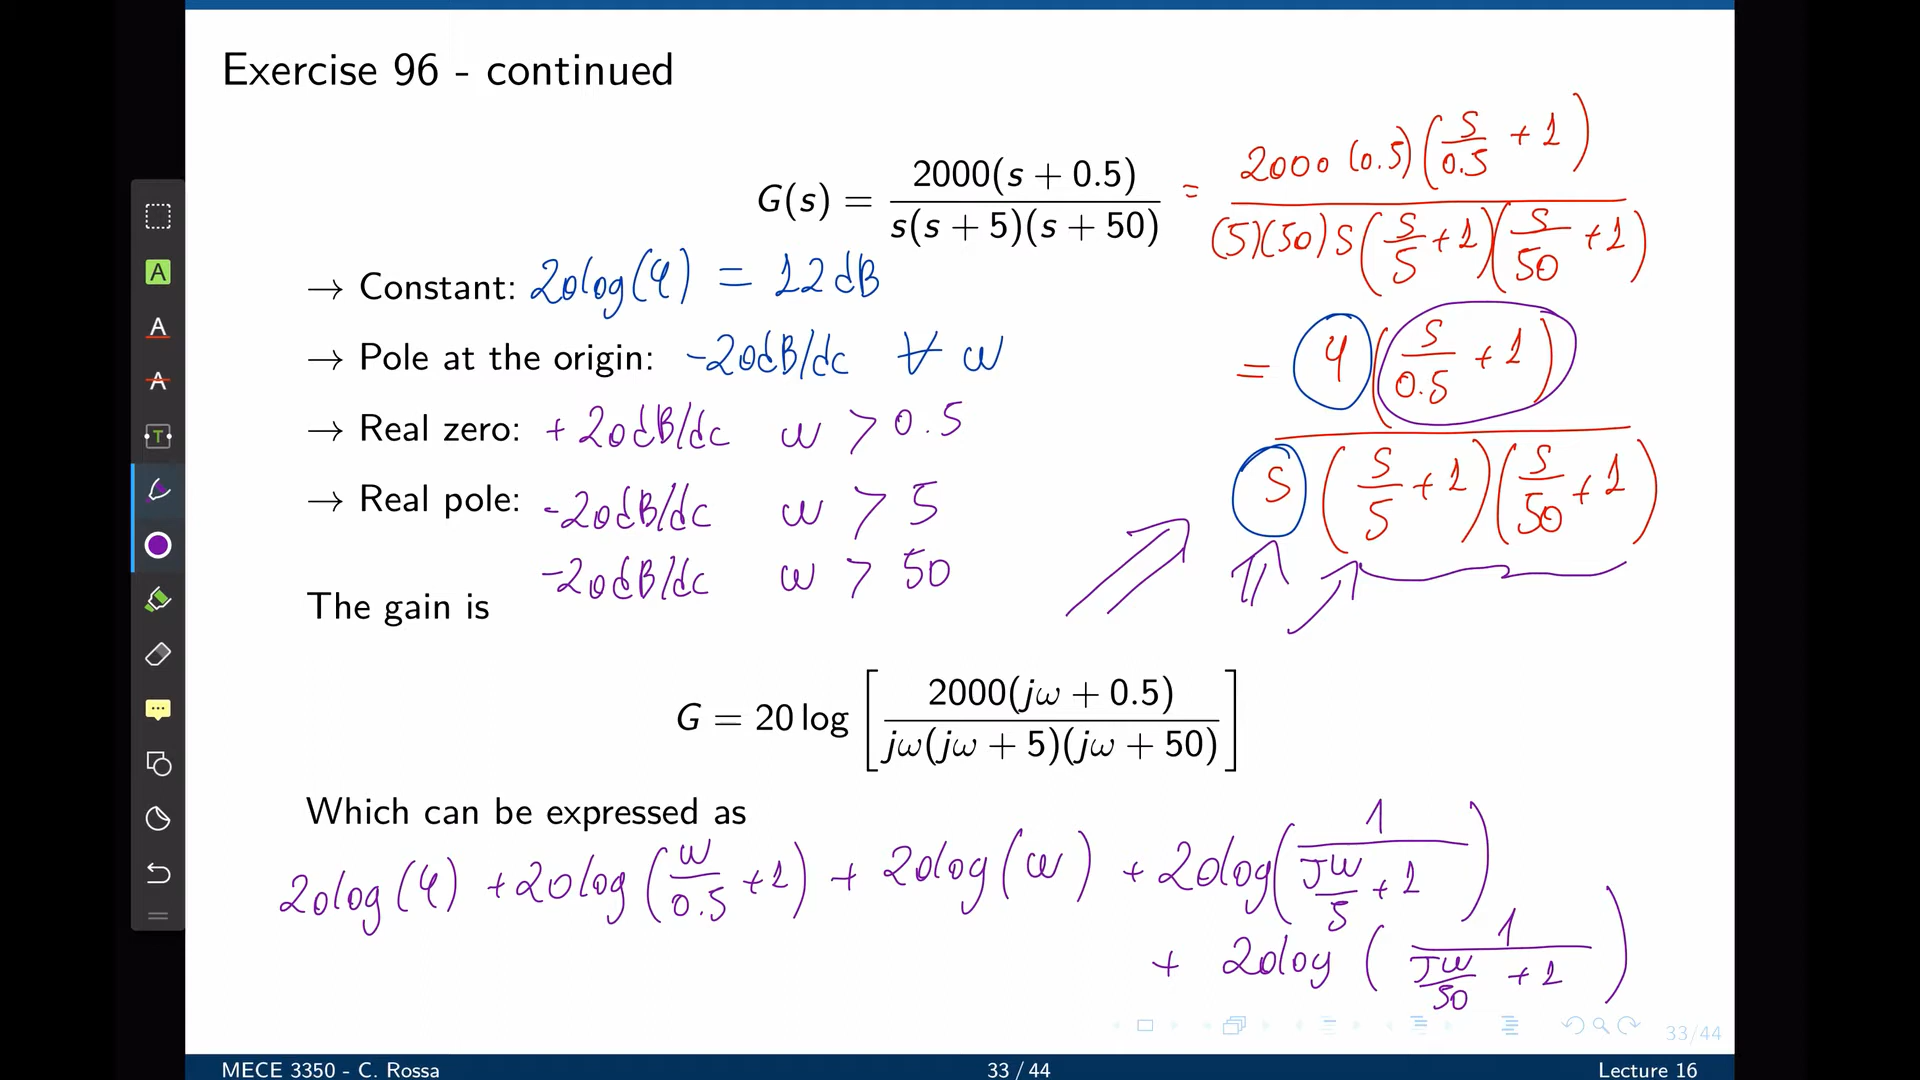 Exercise 96 - continued
G(s) = 2000(s + 0.5) / s(s + 5)(s + 50) = 2000 (0.5)(s/0.5 + 1) / (5)(50) s (s/5 + 1)(s/50 + 1)
→ Constant: 20log(4) = 12dB
= 4 (s/0.5 + 1) / s (s/5 + 1)(s/50 + 1)
→ Pole at the origin: -20dB/dc ∀ ω
→ Real zero: +20dB/dc ω > 0.5
→ Real pole: -20dB/dc ω > 5
-20dB/dc ω > 50
The gain is
G = 20 log [ 2000(jω + 0.5) / jω(jω + 5)(jω + 50) ]
Which can be expressed as
20log(4) + 20log(ω/0.5 + 1) + 20log(ω) + 20log(1 / (Jω/5 + 1))
+ 20log (1 / (Jω/50 + 1))
33/44
MECE 3350 - C. Rossa 33 / 44 Lecture 16
A
A
A
T